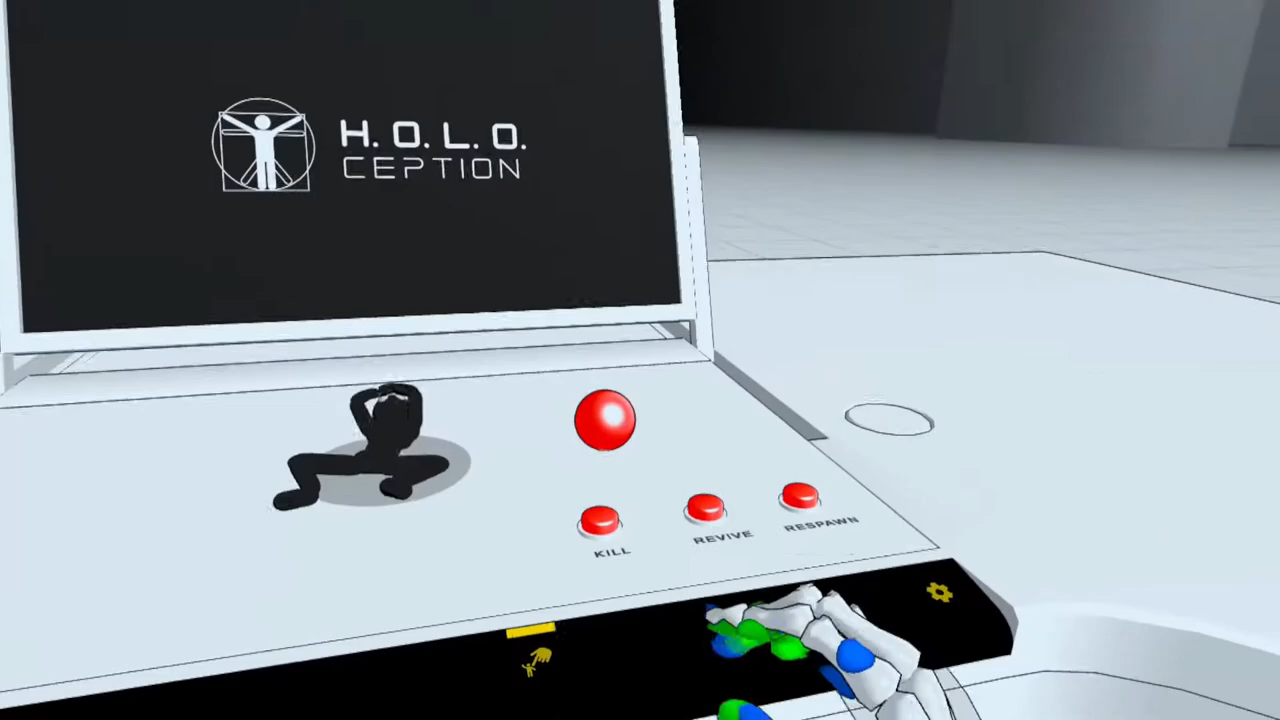 H. O. L. O.
CEPTION
KILL
REVIVE
RESPAWN